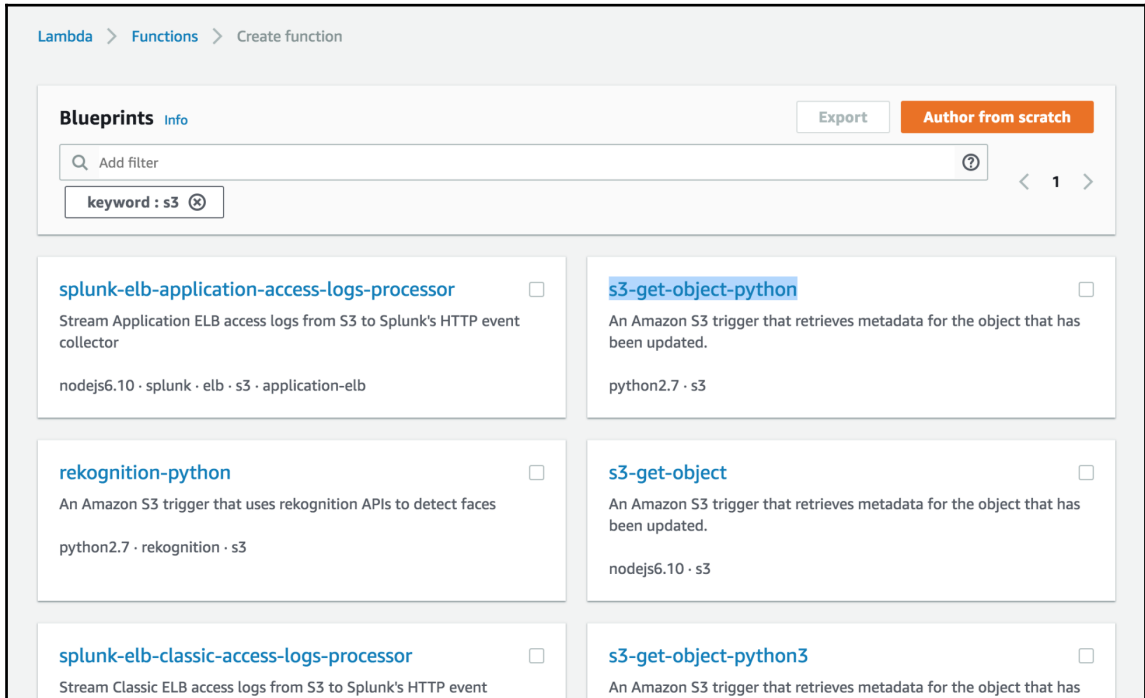 Lambda > Functions > Create function
Blueprints Info
Export
Author from scratch
Add filter
1
keyword : s3
splunk-elb-application-access-logs-processor
Stream Application ELB access logs from S3 to Splunk's HTTP event
collector
nodejs6.10 · splunk · elb · s3 · application-elb
s3-get-object-python
An Amazon S3 trigger that retrieves metadata for the object that has
been updated.
python2.7 · s3
rekognition-python
An Amazon S3 trigger that uses rekognition APIs to detect faces
python2.7 · rekognition · s3
s3-get-object
An Amazon S3 trigger that retrieves metadata for the object that has
been updated.
nodejs6.10 · s3
splunk-elb-classic-access-logs-processor
Stream Classic ELB access logs from S3 to Splunk's HTTP event
s3-get-object-python3
An Amazon S3 trigger that retrieves metadata for the object that has